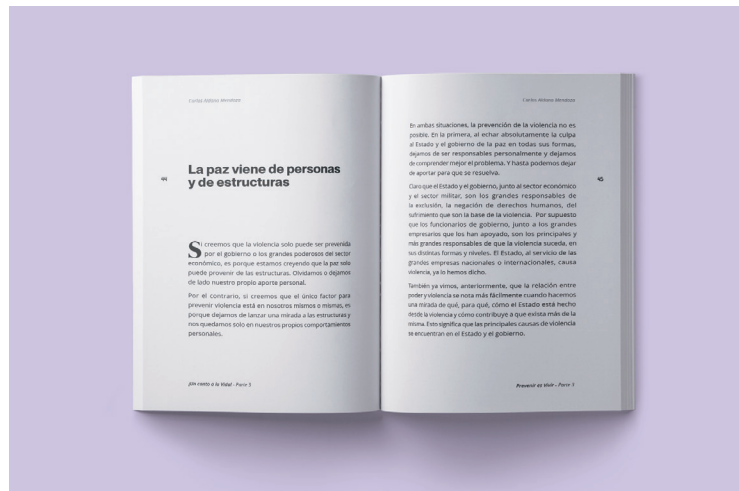 Carlos Aldana Mendoza
44
La paz viene de personas
y de estructuras
Si creemos que la violencia solo puede ser prevenida
por el gobierno o los grandes poderosos del sector
económico, es porque estamos creyendo que la paz solo
puede provenir de las estructuras. Olvidamos o dejamos
de lado nuestro propio aporte personal.
Por el contrario, si creemos que el único factor para
prevenir violencia está en nosotros mismos o mismas, es
porque dejamos de lanzar una mirada a las estructuras y
nos quedamos solo en nuestros propios comportamientos
personales.
¡Un canto a la Vida! - Parte 3
Carlos Aldana Mendoza
45
En ambas situaciones, la prevención de la violencia no es
posible. En la primera, al echar absolutamente la culpa
al Estado y el gobierno de la paz en todas sus formas,
dejamos de ser responsables personalmente y dejamos
de comprender mejor el problema. Y hasta podemos dejar
de aportar para que se resuelva.
Claro que el Estado y el gobierno, junto al sector económico
y el sector militar, son los grandes responsables de
la exclusión, la negación de derechos humanos, del
sufrimiento que son la base de la violencia. Por supuesto
que los funcionarios de gobierno, junto a los grandes
empresarios que los han apoyado, son los principales y
más grandes responsables de que la violencia suceda, en
sus distintas formas y niveles. El Estado, al servicio de las
grandes empresas nacionales o internacionales, causa
violencia, ya lo hemos dicho.
También ya vimos, anteriormente, que la relación entre
poder y violencia se nota más fácilmente cuando hacemos
una mirada de qué, para qué, cómo el Estado está hecho
desde la violencia y cómo contribuye a que exista más de la
misma. Esto significa que las principales causas de violencia
se encuentran en el Estado y el gobierno.
Prevenir es Vivir - Parte 3